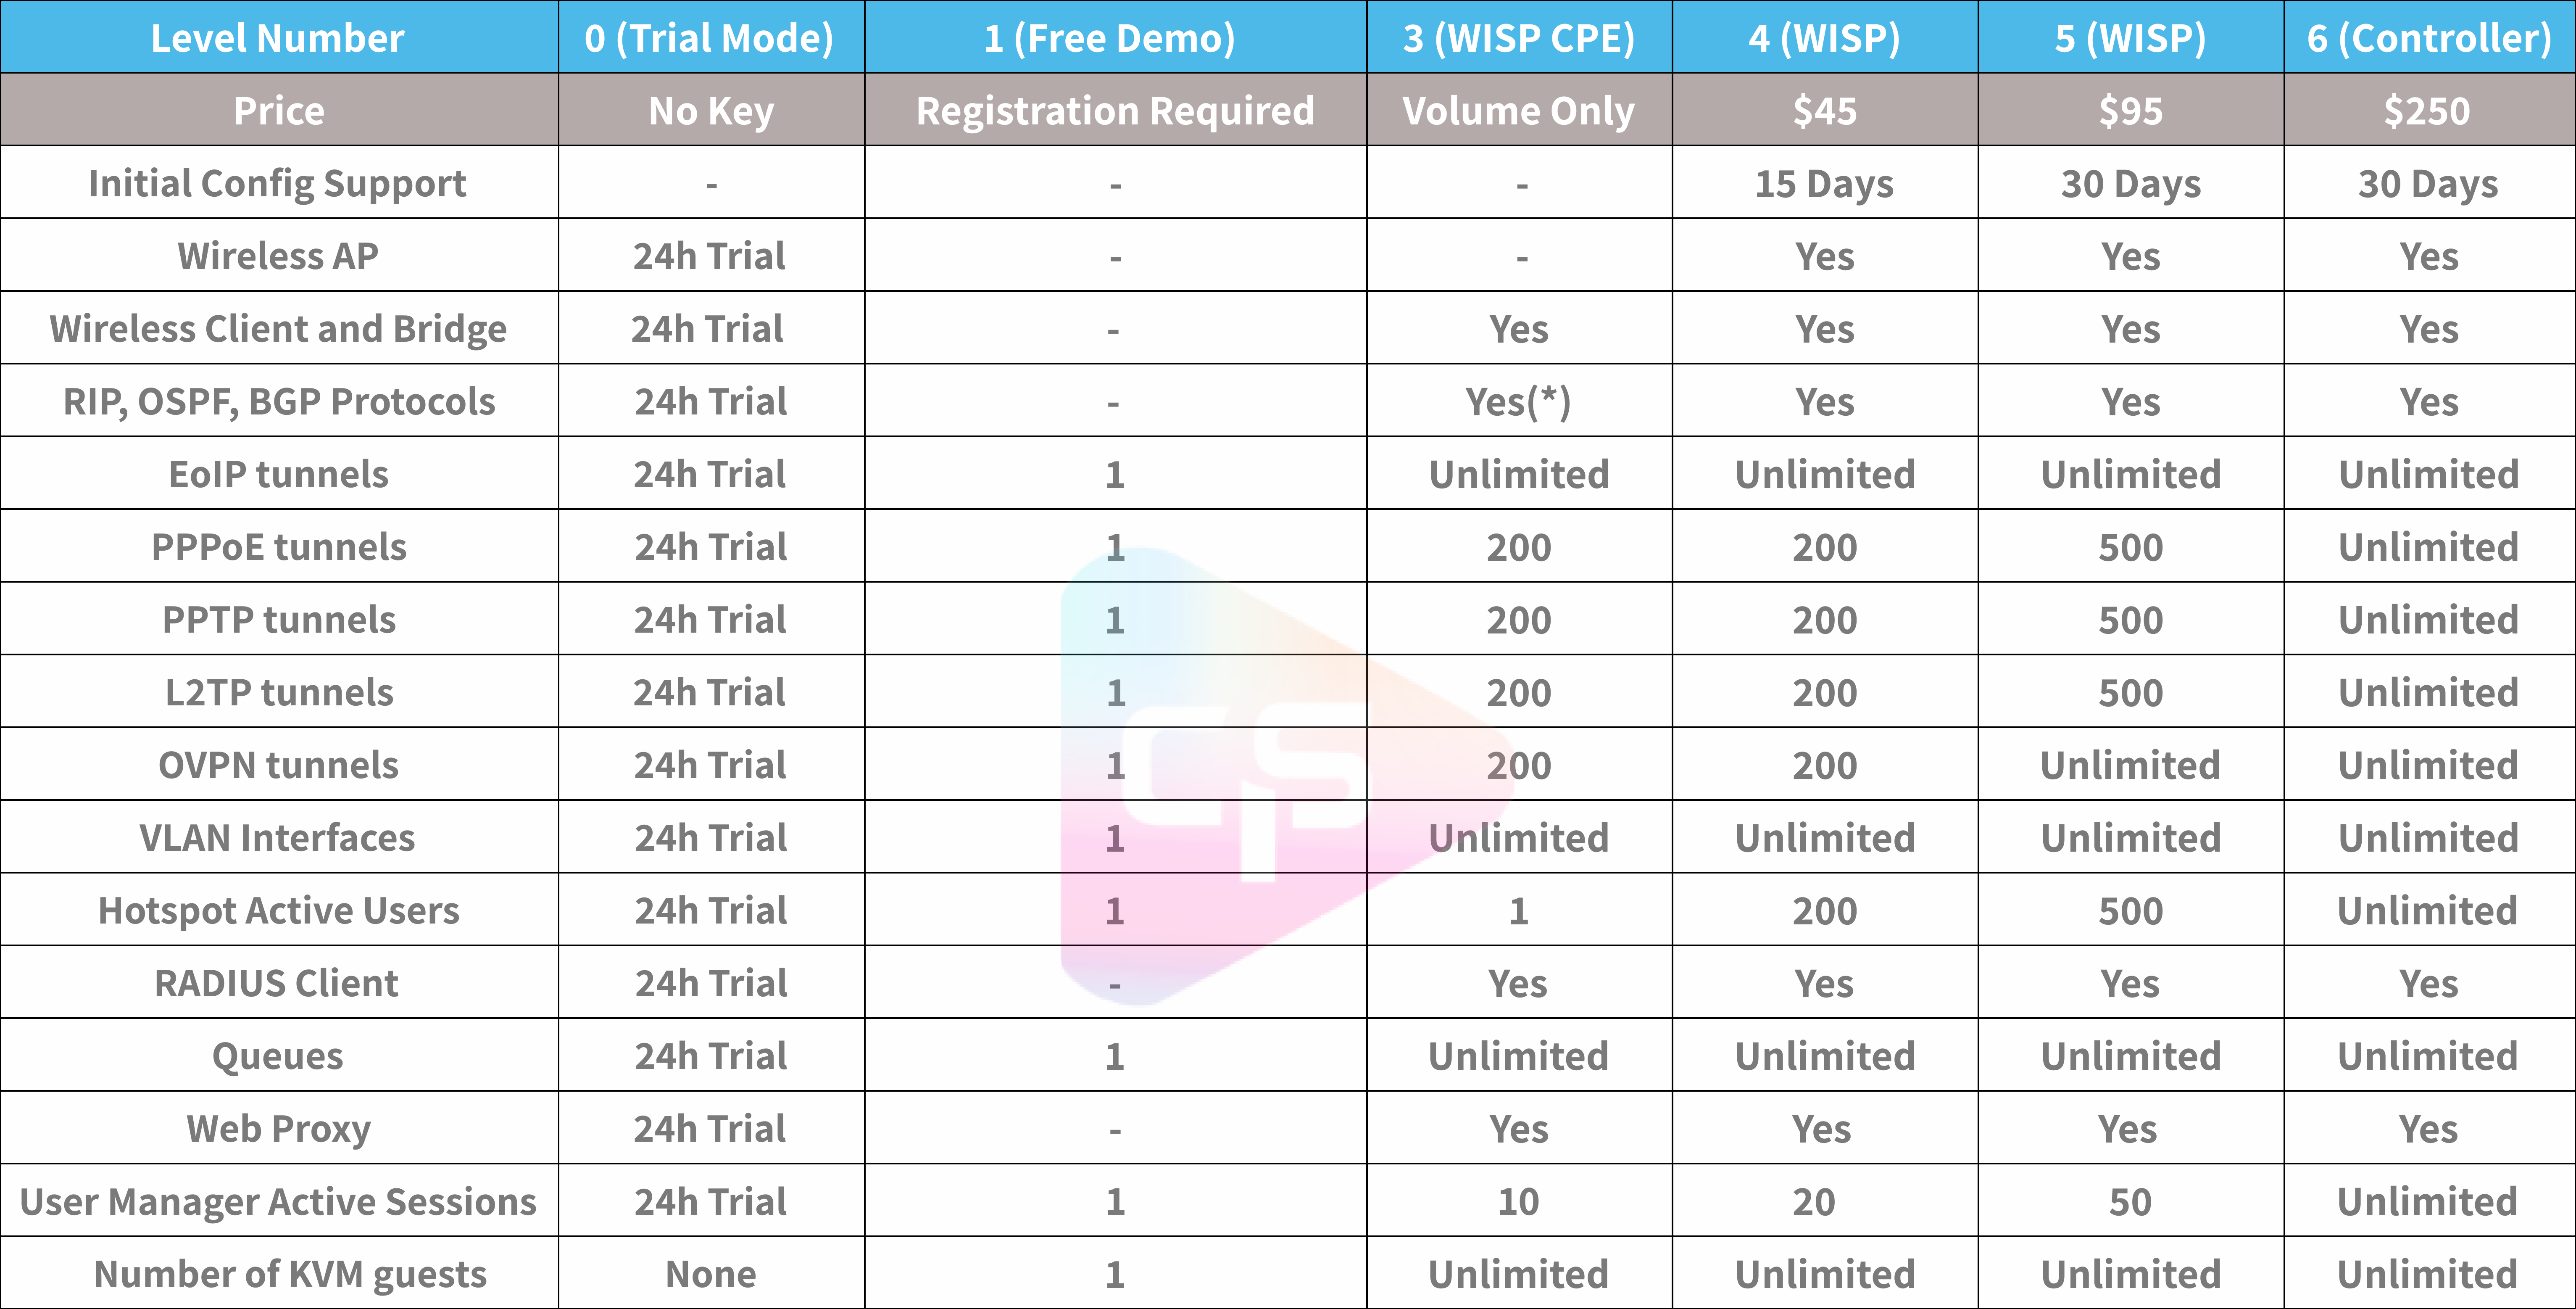 Level Number 0 (Trial Mode) 1 (Free Demo) 3 (WISP CPE) 4 (WISP) 5 (WISP) 6 (Controller)
Price No Key Registration Required Volume Only $45 $95 $250
Initial Config Support - - - 15 Days 30 Days 30 Days
Wireless AP 24h Trial - - Yes Yes Yes
Wireless Client and Bridge 24h Trial - Yes Yes Yes Yes
RIP, OSPF, BGP Protocols 24h Trial - Yes(*) Yes Yes Yes
EoIP tunnels 24h Trial 1 Unlimited Unlimited Unlimited Unlimited
PPPoE tunnels 24h Trial 1 200 200 500 Unlimited
PPTP tunnels 24h Trial 1 200 200 500 Unlimited
L2TP tunnels 24h Trial 1 200 200 500 Unlimited
OVPN tunnels 24h Trial 1 200 200 Unlimited Unlimited
VLAN Interfaces 24h Trial 1 Unlimited Unlimited Unlimited Unlimited
Hotspot Active Users 24h Trial 1 1 200 500 Unlimited
RADIUS Client 24h Trial - Yes Yes Yes Yes
Queues 24h Trial 1 Unlimited Unlimited Unlimited Unlimited
Web Proxy 24h Trial - Yes Yes Yes Yes
User Manager Active Sessions 24h Trial 1 10 20 50 Unlimited
Number of KVM guests None 1 Unlimited Unlimited Unlimited Unlimited